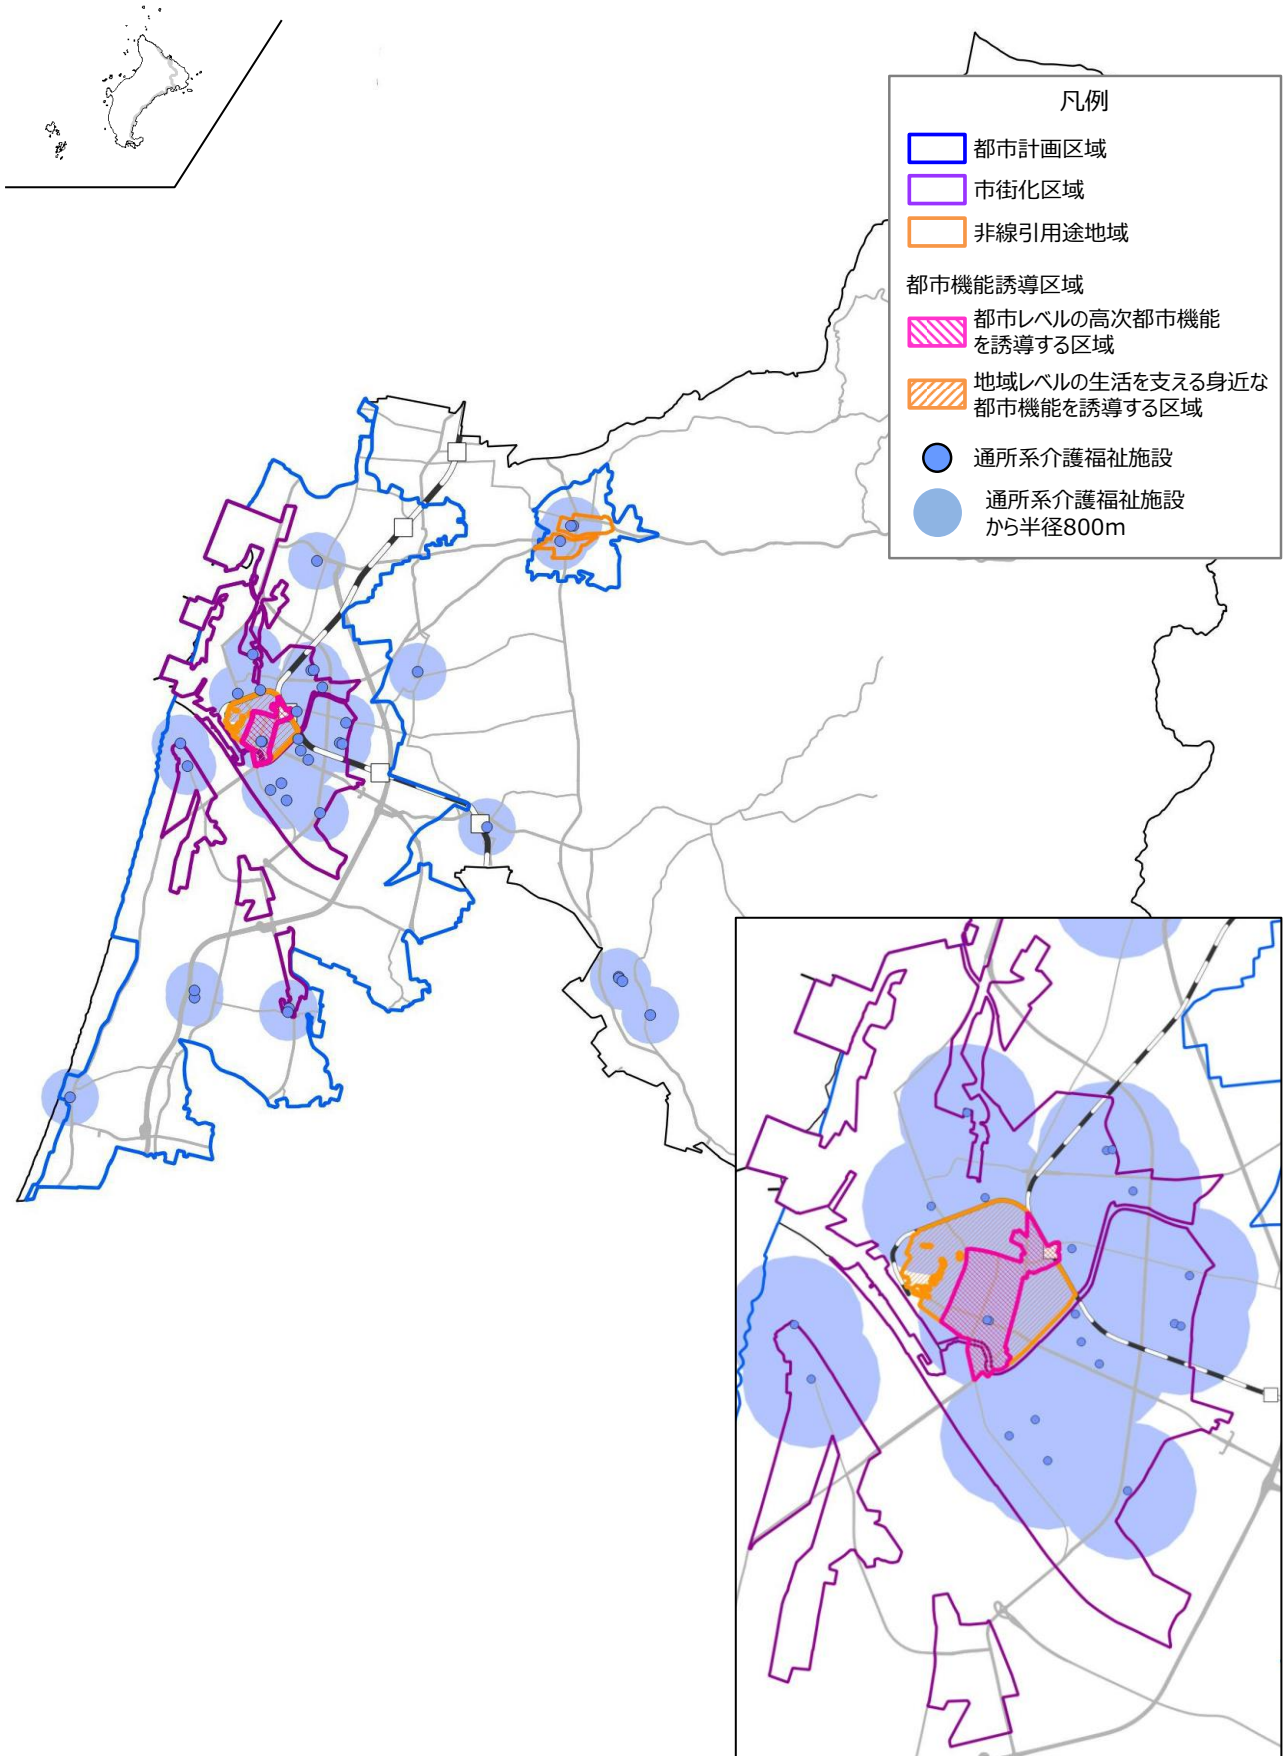 凡例
都市計画区域
市街化区域
非線引用途地域
都市機能誘導区域
都市レベルの高次都市機能
を誘導する区域
地域レベルの生活を支える身近な
都市機能を誘導する区域
通所系介護福祉施設
通所系介護福祉施設
から半径800m